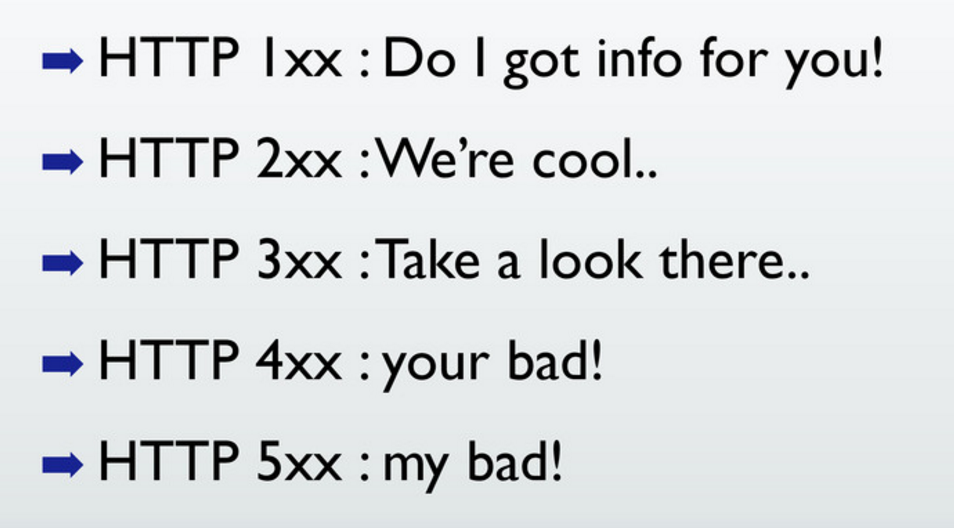 ➡ HTTP 1xx : Do I got info for you!
➡ HTTP 2xx : We’re cool..
➡ HTTP 3xx : Take a look there..
➡ HTTP 4xx : your bad!
➡ HTTP 5xx : my bad!